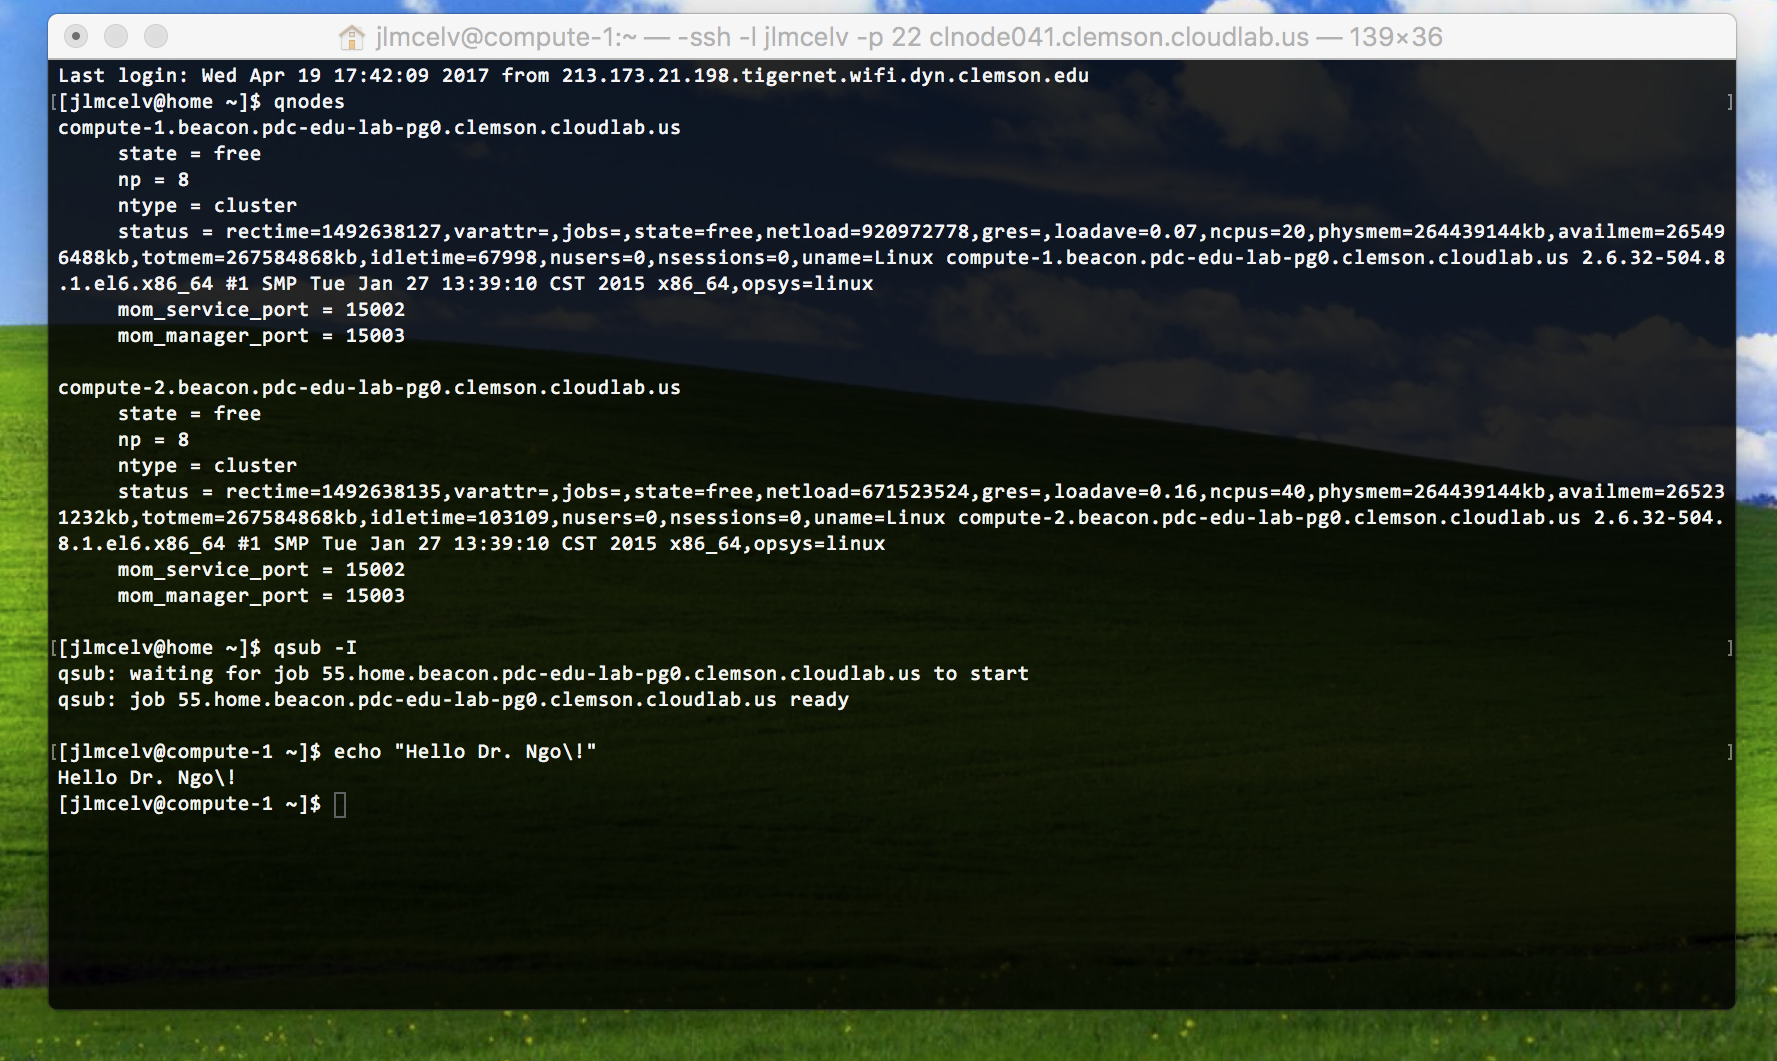 jlmcelv@compute-1:~ — -ssh -l jlmcelv -p 22 clnode041.clemson.cloudlab.us — 139×36
Last login: Wed Apr 19 17:42:09 2017 from 213.173.21.198.tigernet.wifi.dyn.clemson.edu
[[jlmcelv@home ~]$ qnodes ]
compute-1.beacon.pdc-edu-lab-pg0.clemson.cloudlab.us
state = free
np = 8
ntype = cluster
status = rectime=1492638127,varattr=,jobs=,state=free,netload=920972778,gres=,loadave=0.07,ncpus=20,physmem=264439144kb,availmem=26549
6488kb,totmem=267584868kb,idletime=67998,nusers=0,nsessions=0,uname=Linux compute-1.beacon.pdc-edu-lab-pg0.clemson.cloudlab.us 2.6.32-504.8
.1.el6.x86_64 #1 SMP Tue Jan 27 13:39:10 CST 2015 x86_64,opsys=linux
mom_service_port = 15002
mom_manager_port = 15003
compute-2.beacon.pdc-edu-lab-pg0.clemson.cloudlab.us
state = free
np = 8
ntype = cluster
status = rectime=1492638135,varattr=,jobs=,state=free,netload=671523524,gres=,loadave=0.16,ncpus=40,physmem=264439144kb,availmem=26523
1232kb,totmem=267584868kb,idletime=103109,nusers=0,nsessions=0,uname=Linux compute-2.beacon.pdc-edu-lab-pg0.clemson.cloudlab.us 2.6.32-504.
8.1.el6.x86_64 #1 SMP Tue Jan 27 13:39:10 CST 2015 x86_64,opsys=linux
mom_service_port = 15002
mom_manager_port = 15003
[[jlmcelv@home ~]$ qsub -I ]
qsub: waiting for job 55.home.beacon.pdc-edu-lab-pg0.clemson.cloudlab.us to start
qsub: job 55.home.beacon.pdc-edu-lab-pg0.clemson.cloudlab.us ready
[[jlmcelv@compute-1 ~]$ echo "Hello Dr. Ngo\!" ]
Hello Dr. Ngo\!
[jlmcelv@compute-1 ~]$